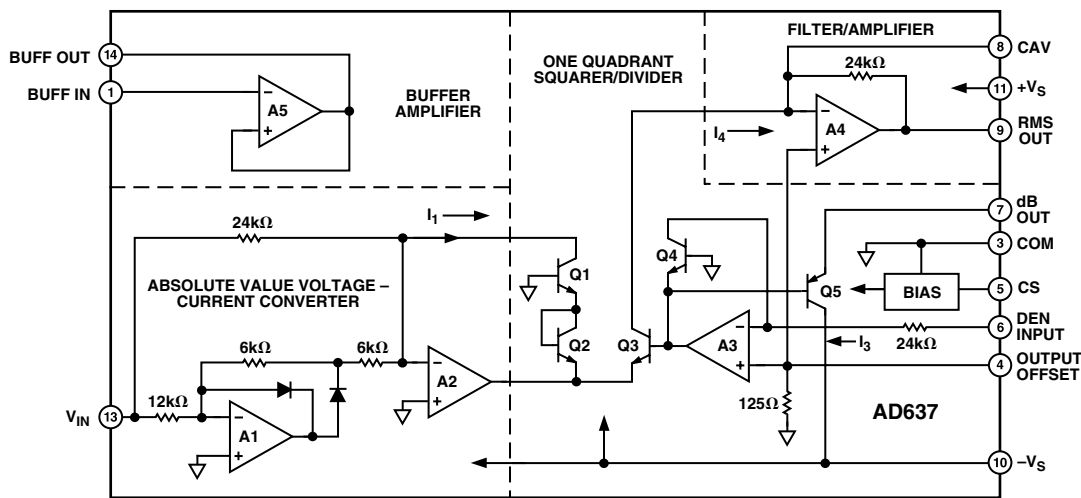 FILTER/AMPLIFIER
14
BUFF OUT
1
BUFF IN
A5
−
+
BUFFER
AMPLIFIER
ONE QUADRANT
SQUARER/DIVIDER
24kΩ
8
CAV
11
+VS
9
RMS
OUT
I4
A4
−
+
I1
24kΩ
ABSOLUTE VALUE VOLTAGE –
CURRENT CONVERTER
6kΩ
6kΩ
12kΩ
13
VIN
A1
−
+
A2
−
+
Q1
Q2
Q3
Q4
Q5
A3
−
+
125Ω
7
dB
OUT
3
COM
BIAS
5
CS
6
DEN
INPUT
I3
24kΩ
4
OUTPUT
OFFSET
AD637
10
−VS